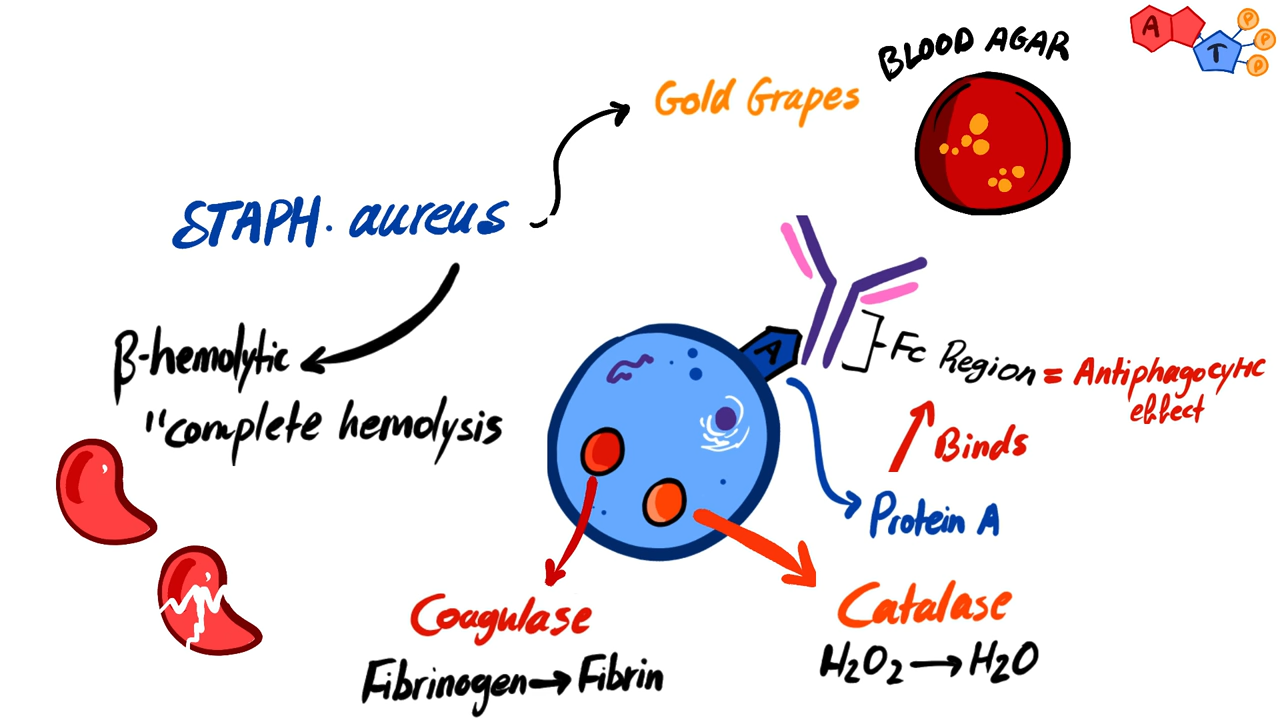 BLOOD AGAR
A T P P P
Gold Grapes
STAPH. aureus
β-hemolytic
"complete hemolysis
A
Fc Region = Antiphagocytic
effect
Binds
Protein A
Coagulase
Fibrinogen→Fibrin
Catalase
H2O2→H2O